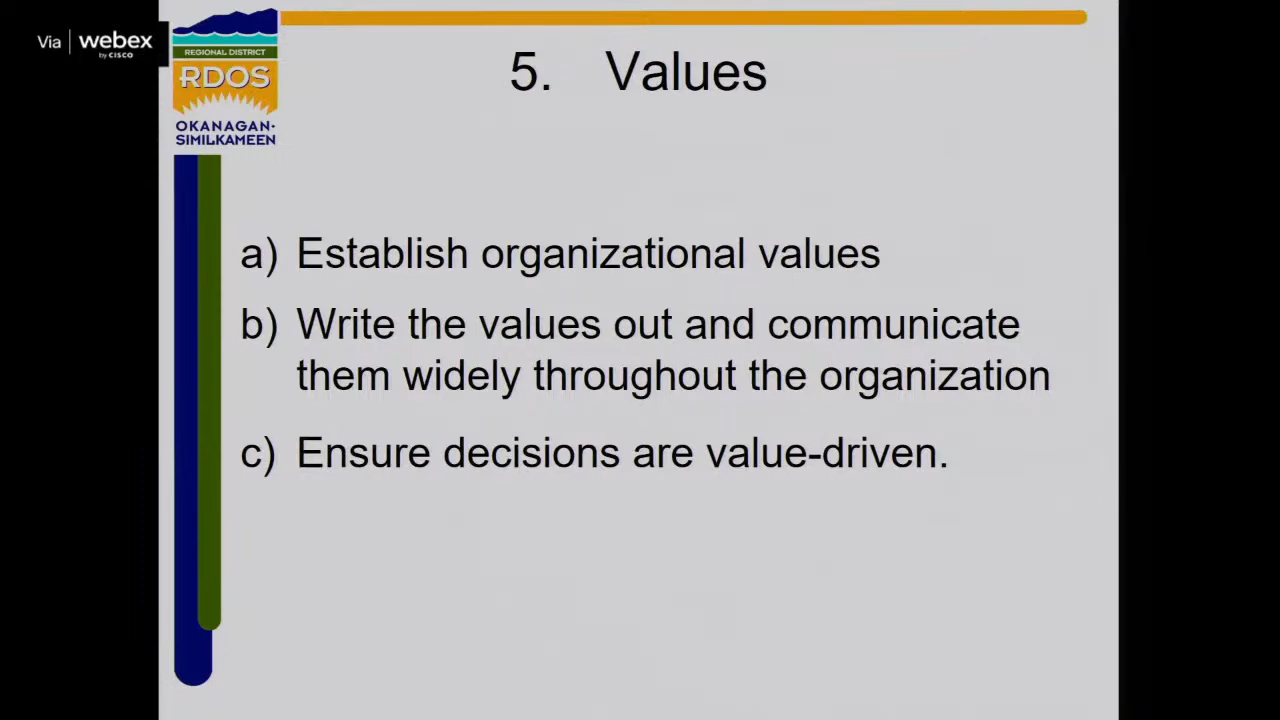 Via webex
by CISCO
REGIONAL DISTRICT
RDOS
OKANAGAN-
SIMILKAMEEN
5. Values
a) Establish organizational values
b) Write the values out and communicate
them widely throughout the organization
c) Ensure decisions are value-driven.